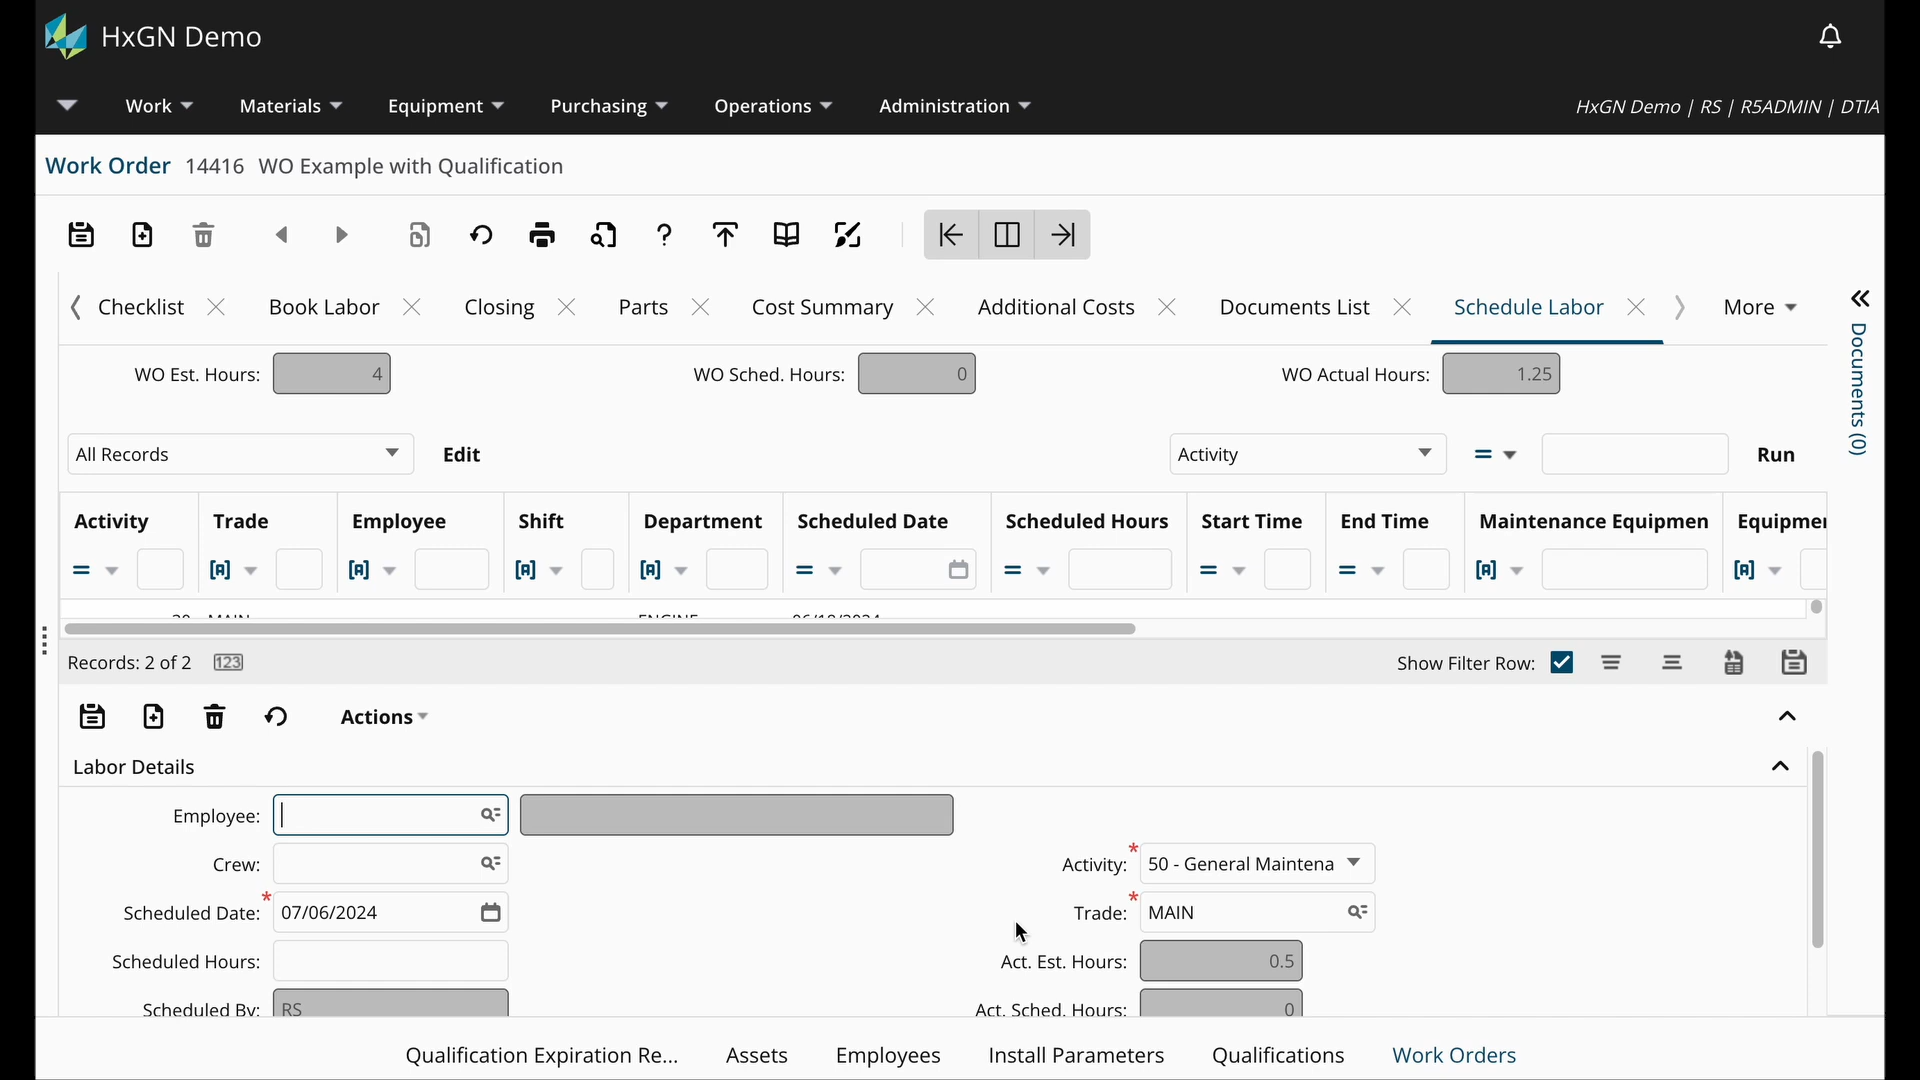 HxGN Demo
Work Materials Equipment Purchasing Operations Administration HxGN Demo | RS | R5ADMIN | DTIA
Work Order 14416 WO Example with Qualification
Checklist Book Labor Closing Parts Cost Summary Additional Costs Documents List Schedule Labor More
Documents (0)
WO Est. Hours: 4 WO Sched. Hours: 0 WO Actual Hours: 1.25
All Records Edit Activity = Run
Activity Trade Employee Shift Department Scheduled Date Scheduled Hours Start Time End Time Maintenance Equipmen Equipmer
= [A] [A] [A] [A] = = = = [A] [A]
Records: 2 of 2 123 Show Filter Row:
Actions
Labor Details
Employee:
Crew: Activity: * 50 - General Maintena
Scheduled Date: * 07/06/2024 Trade: * MAIN
Scheduled Hours: Act. Est. Hours: 0.5
Scheduled By: RS Act. Sched. Hours: 0
Qualification Expiration Re... Assets Employees Install Parameters Qualifications Work Orders